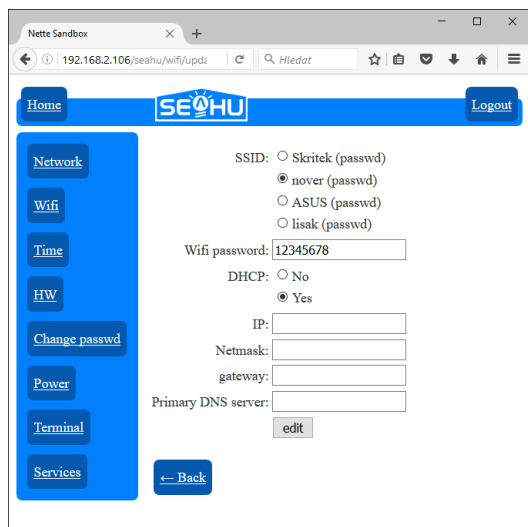 Nette Sandbox
192.168.2.106/seahu/wifi/upda
Hledat
Home
SEAHU
Logout
Network
Wifi
Time
HW
Change passwd
Power
Terminal
Services
SSID: Skritek (passwd)
nover (passwd)
ASUS (passwd)
lisak (passwd)
Wifi password: 12345678
DHCP: No
Yes
IP:
Netmask:
gateway:
Primary DNS server:
edit
← Back